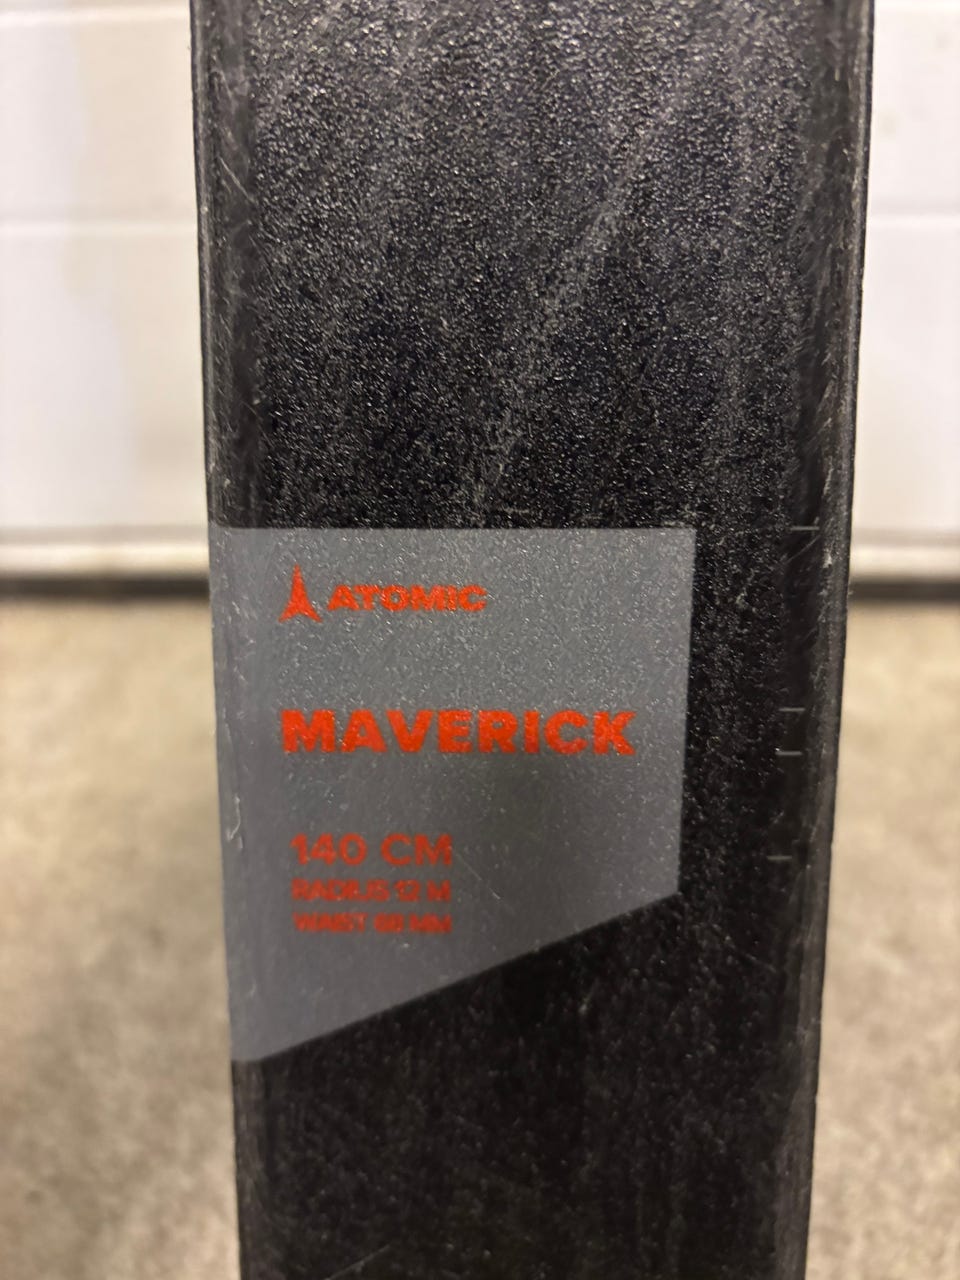 ATOMIC
MAVERICK
140 CM
RADIUS 12 M
WAIST MM